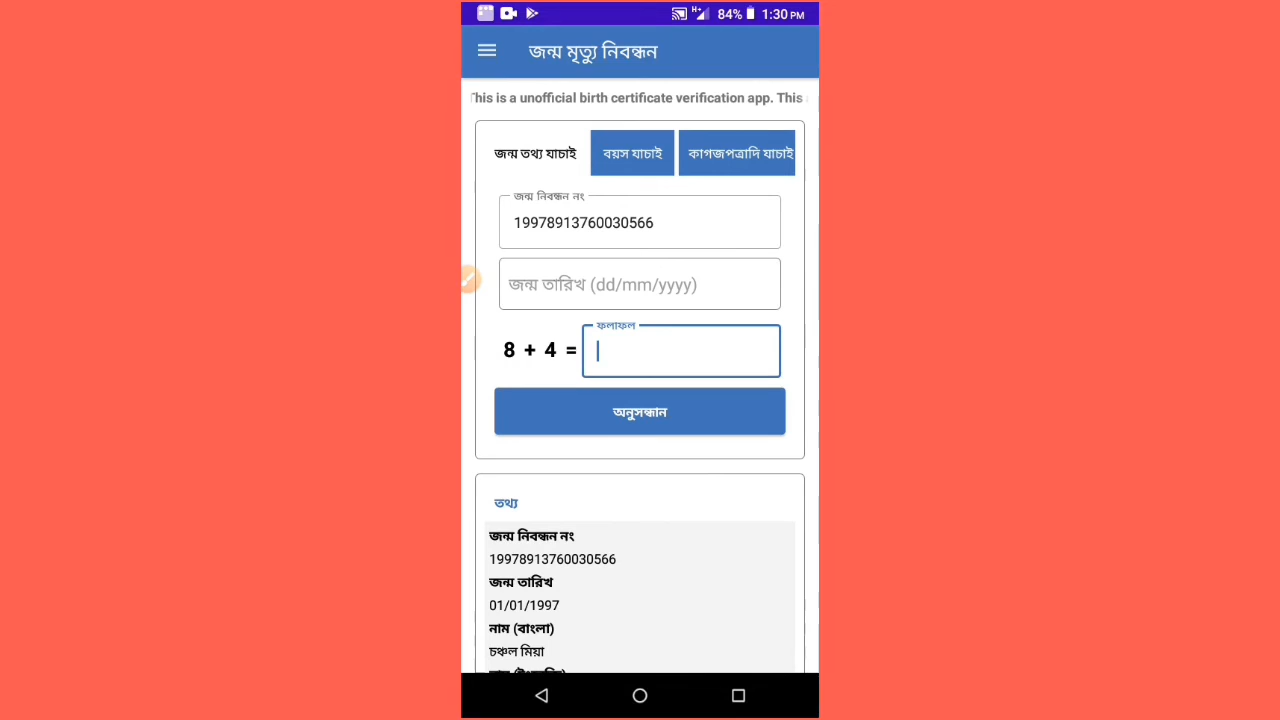 84% 1:30 PM
জন্ম মৃত্যু নিবন্ধন
This is a unofficial birth certificate verification app. This
জন্ম তথ্য যাচাই
বয়স যাচাই
কাগজপত্রাদি যাচাই
জন্ম নিবন্ধন নং
19978913760030566
জন্ম তারিখ (dd/mm/yyyy)
ফলাফল
8 + 4 =
অনুসন্ধান
তথ্য
জন্ম নিবন্ধন নং
19978913760030566
জন্ম তারিখ
01/01/1997
নাম (বাংলা)
চঞ্চল মিয়া